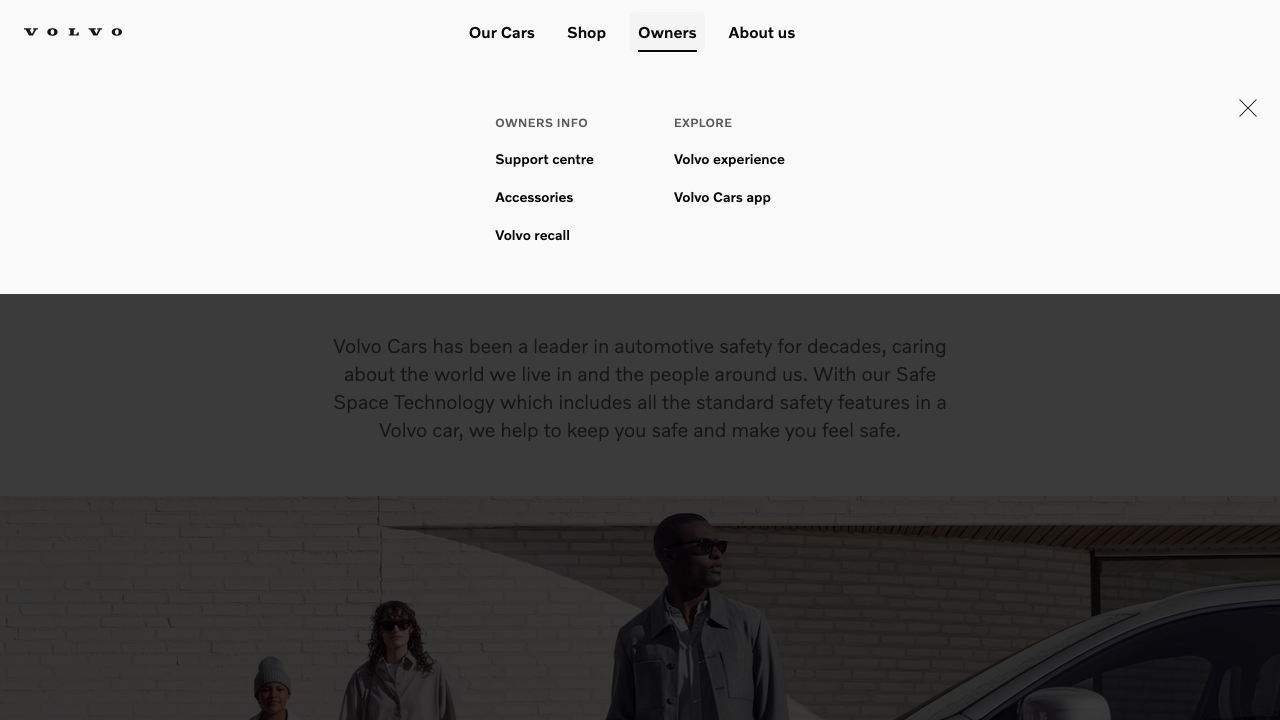 VOLVO
Our Cars
Shop
Owners
About us
OWNERS INFO
Support centre
Accessories
Volvo recall
EXPLORE
Volvo experience
Volvo Cars app
Volvo Cars has been a leader in automotive safety for decades, caring
about the world we live in and the people around us. With our Safe
Space Technology which includes all the standard safety features in a
Volvo car, we help to keep you safe and make you feel safe.